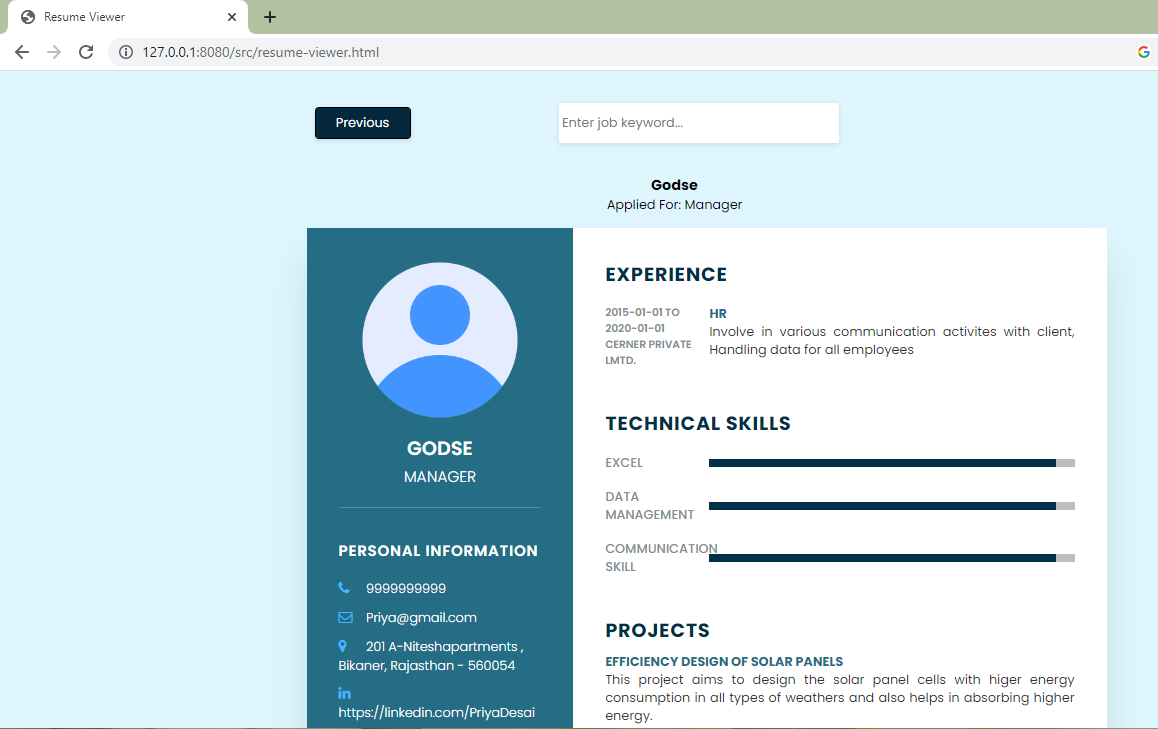 Resume Viewer
127.0.0.1:8080/src/resume-viewer.html
Previous
Enter job keyword...
Godse
Applied For: Manager
GODSE
MANAGER
PERSONAL INFORMATION
9999999999
Priya@gmail.com
201 A-Niteshapartments ,
Bikaner, Rajasthan - 560054
https://linkedin.com/PriyaDesai
EXPERIENCE
2015-01-01 TO
2020-01-01
CERNER PRIVATE
LMTD.
HR
Involve in various communication activites with client,
Handling data for all employees
TECHNICAL SKILLS
EXCEL
DATA
MANAGEMENT
COMMUNICATION
SKILL
PROJECTS
EFFICIENCY DESIGN OF SOLAR PANELS
This project aims to design the solar panel cells with higer energy
consumption in all types of weathers and also helps in absorbing higher
energy.